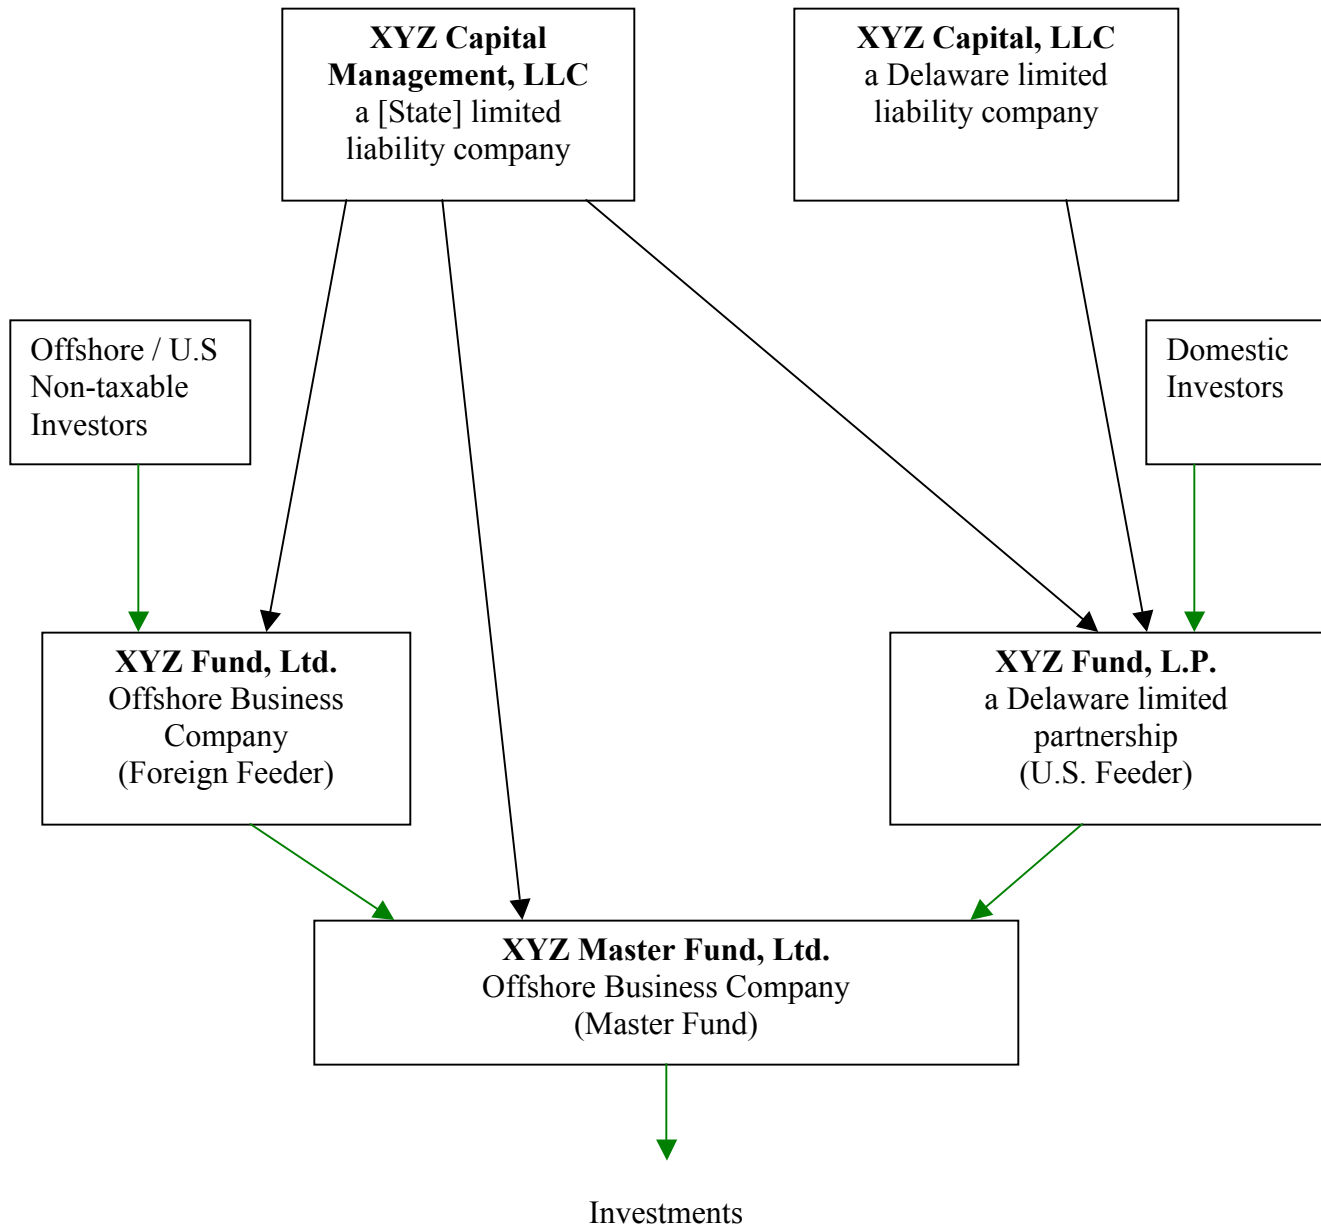 XYZ Capital
Management, LLC
a [State] limited
liability company
XYZ Capital, LLC
a Delaware limited
liability company
Offshore / U.S
Non-taxable
Investors
Domestic
Investors
XYZ Fund, Ltd.
Offshore Business
Company
(Foreign Feeder)
XYZ Fund, L.P.
a Delaware limited
partnership
(U.S. Feeder)
XYZ Master Fund, Ltd.
Offshore Business Company
(Master Fund)
Investments